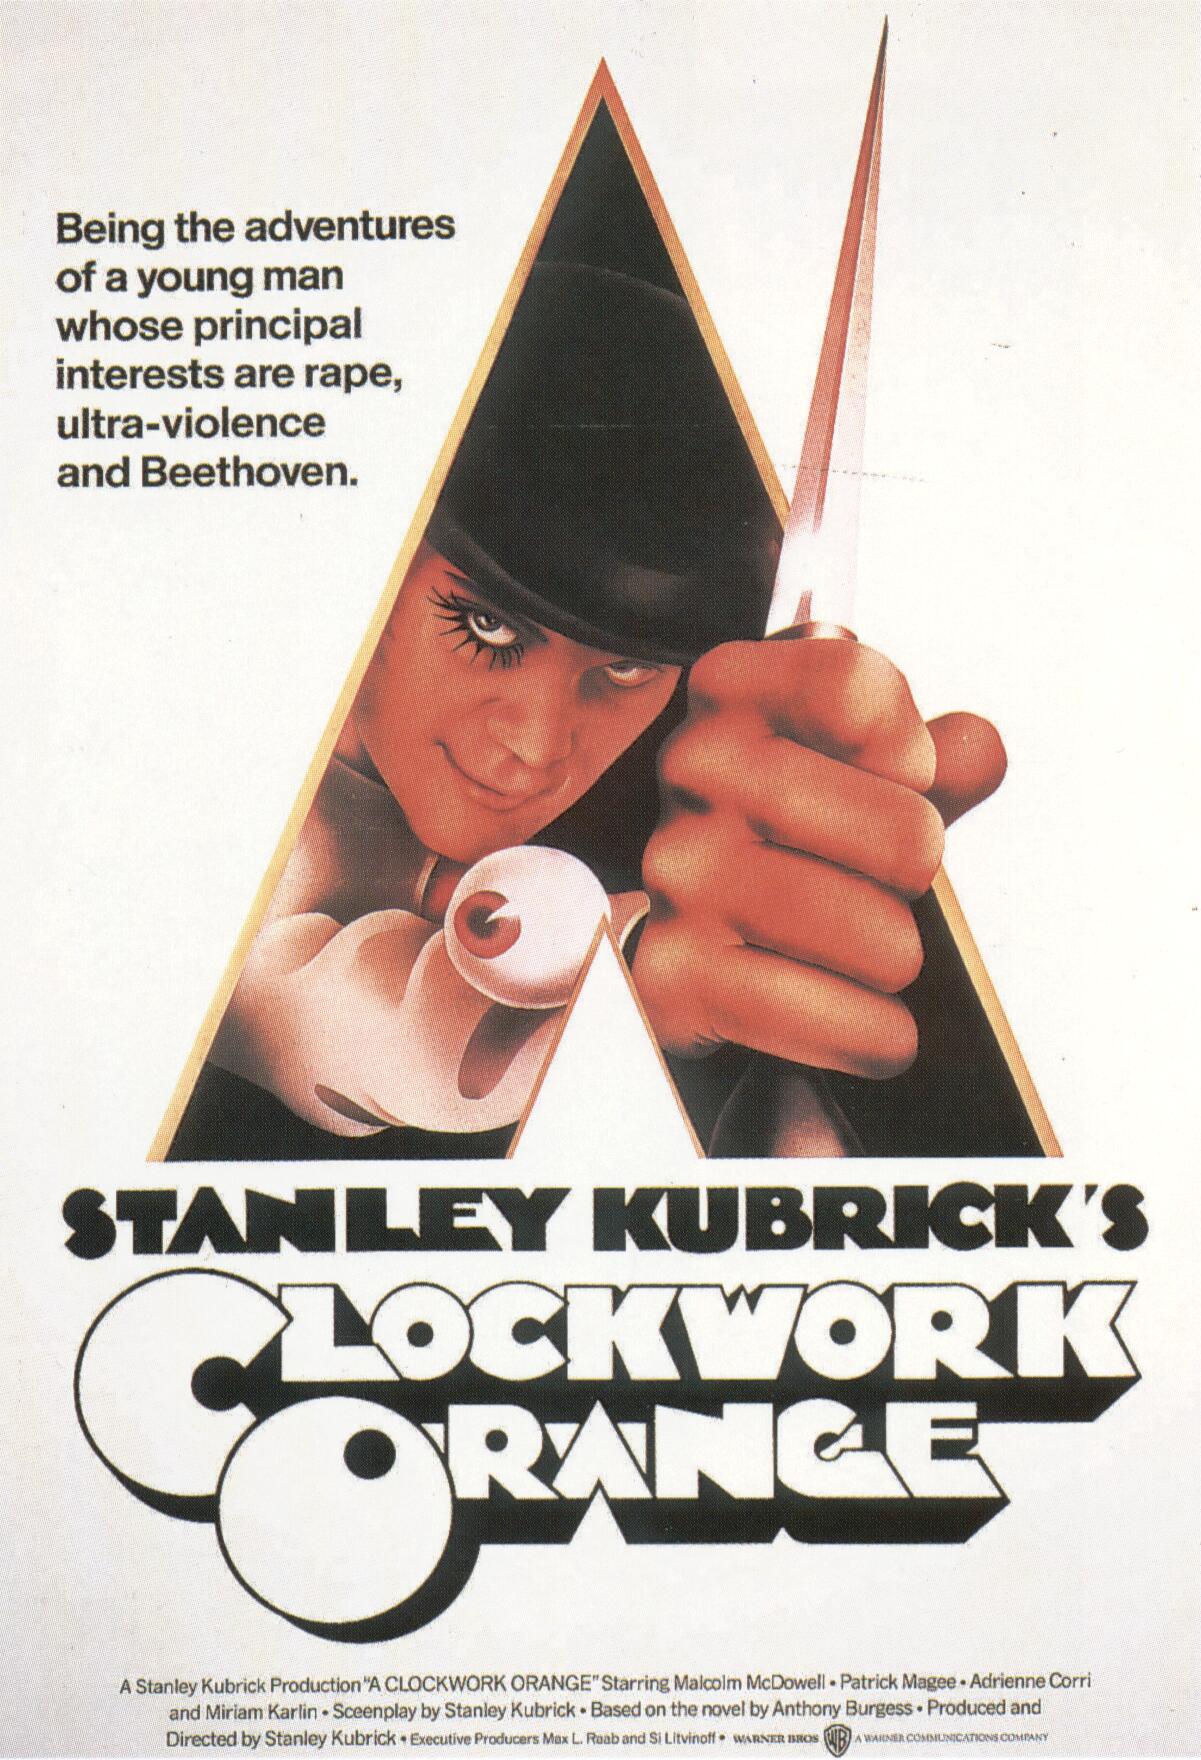 Being the adventures
of a young man
whose principal
interests are rape,
ultra-violence
and Beethoven.
STANLEY KUBRICK'S
CLOCKWORK
ORANGE
A Stanley Kubrick Production "A CLOCKWORK ORANGE" Starring Malcolm McDowell • Patrick Magee • Adrienne Corri
and Miriam Karlin • Sceenplay by Stanley Kubrick • Based on the novel by Anthony Burgess • Produced and
Directed by Stanley Kubrick • Executive Producers Max L. Raab and Si Litvinoff • WARNER BROS WB A WARNER COMMUNICATIONS COMPANY